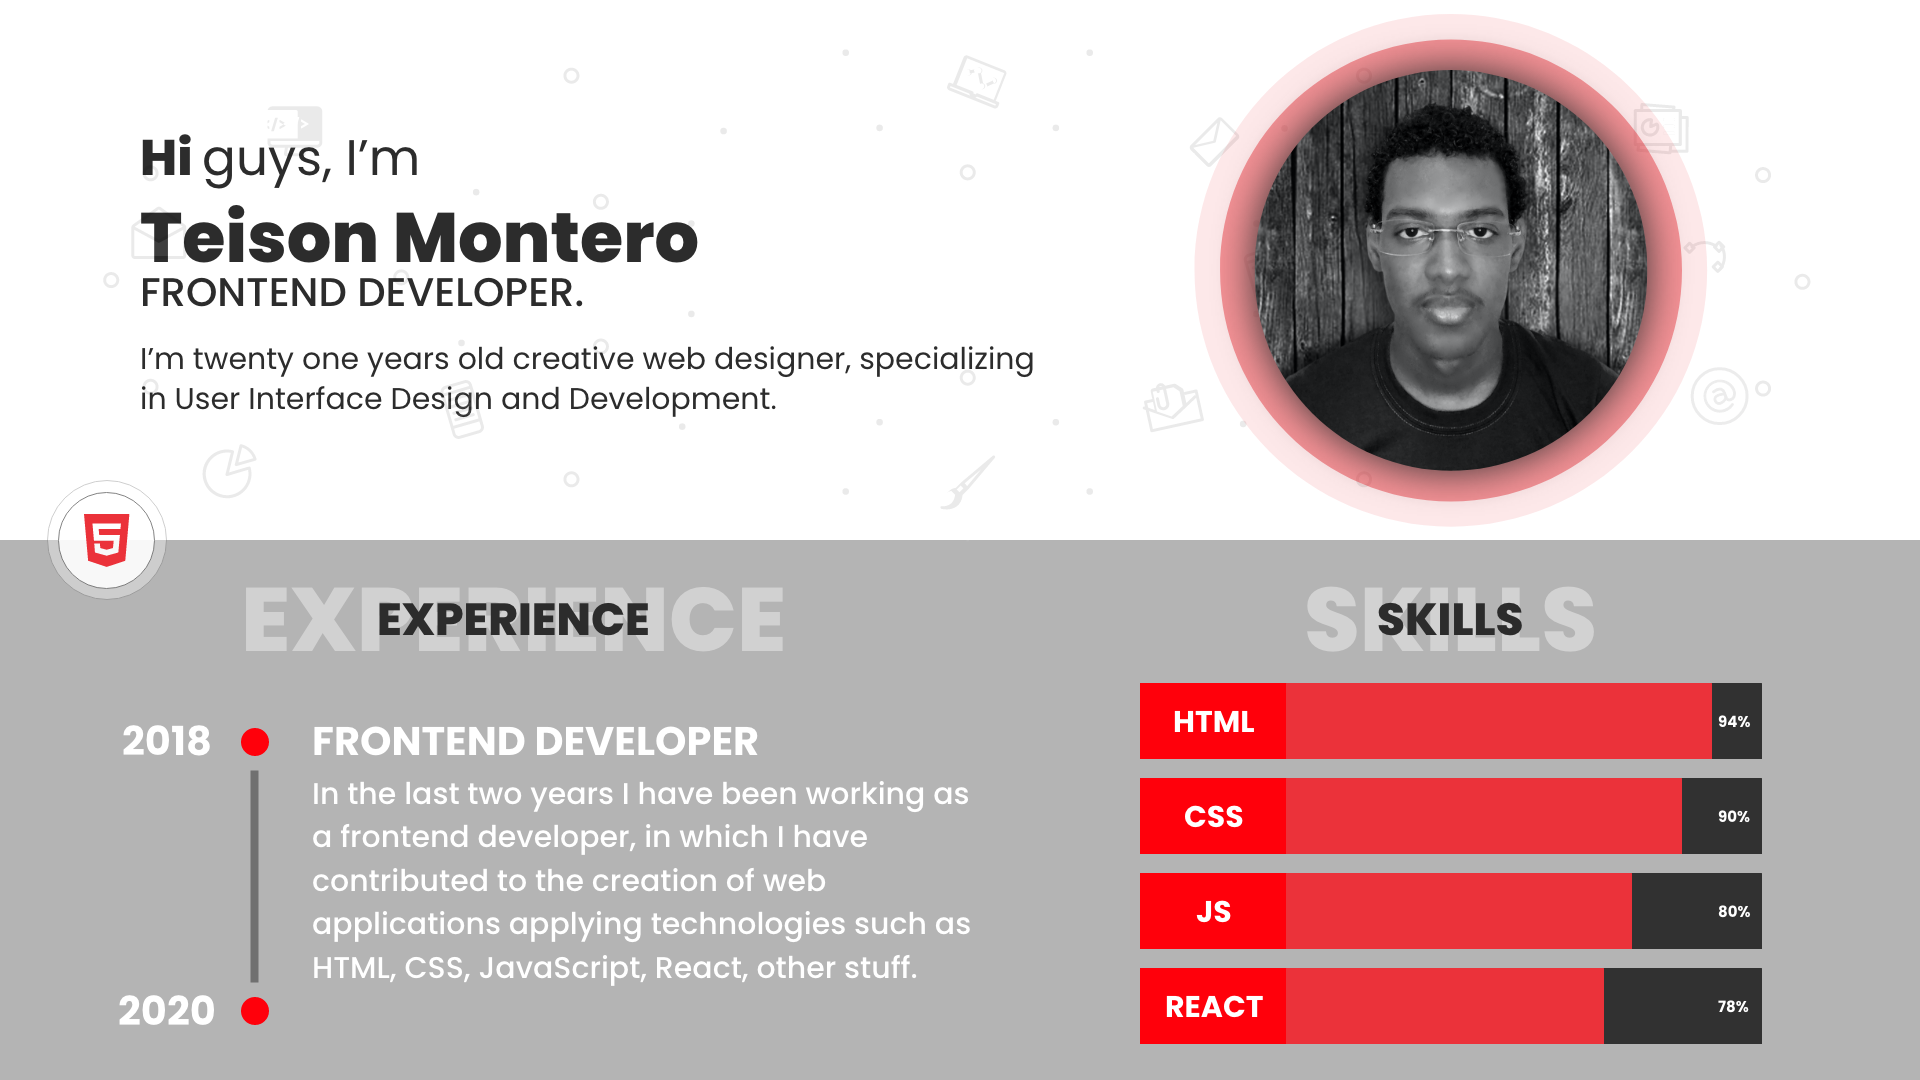 Hi guys, I’m
Teison Montero
FRONTEND DEVELOPER.
I’m twenty one years old creative web designer, specializing
in User Interface Design and Development.
EXPERIENCE
EXPERIENCE
2018
FRONTEND DEVELOPER
In the last two years I have been working as
a frontend developer, in which I have
contributed to the creation of web
applications applying technologies such as
HTML, CSS, JavaScript, React, other stuff.
2020
SKILLS
SKILLS
HTML 94%
CSS 90%
JS 80%
REACT 78%